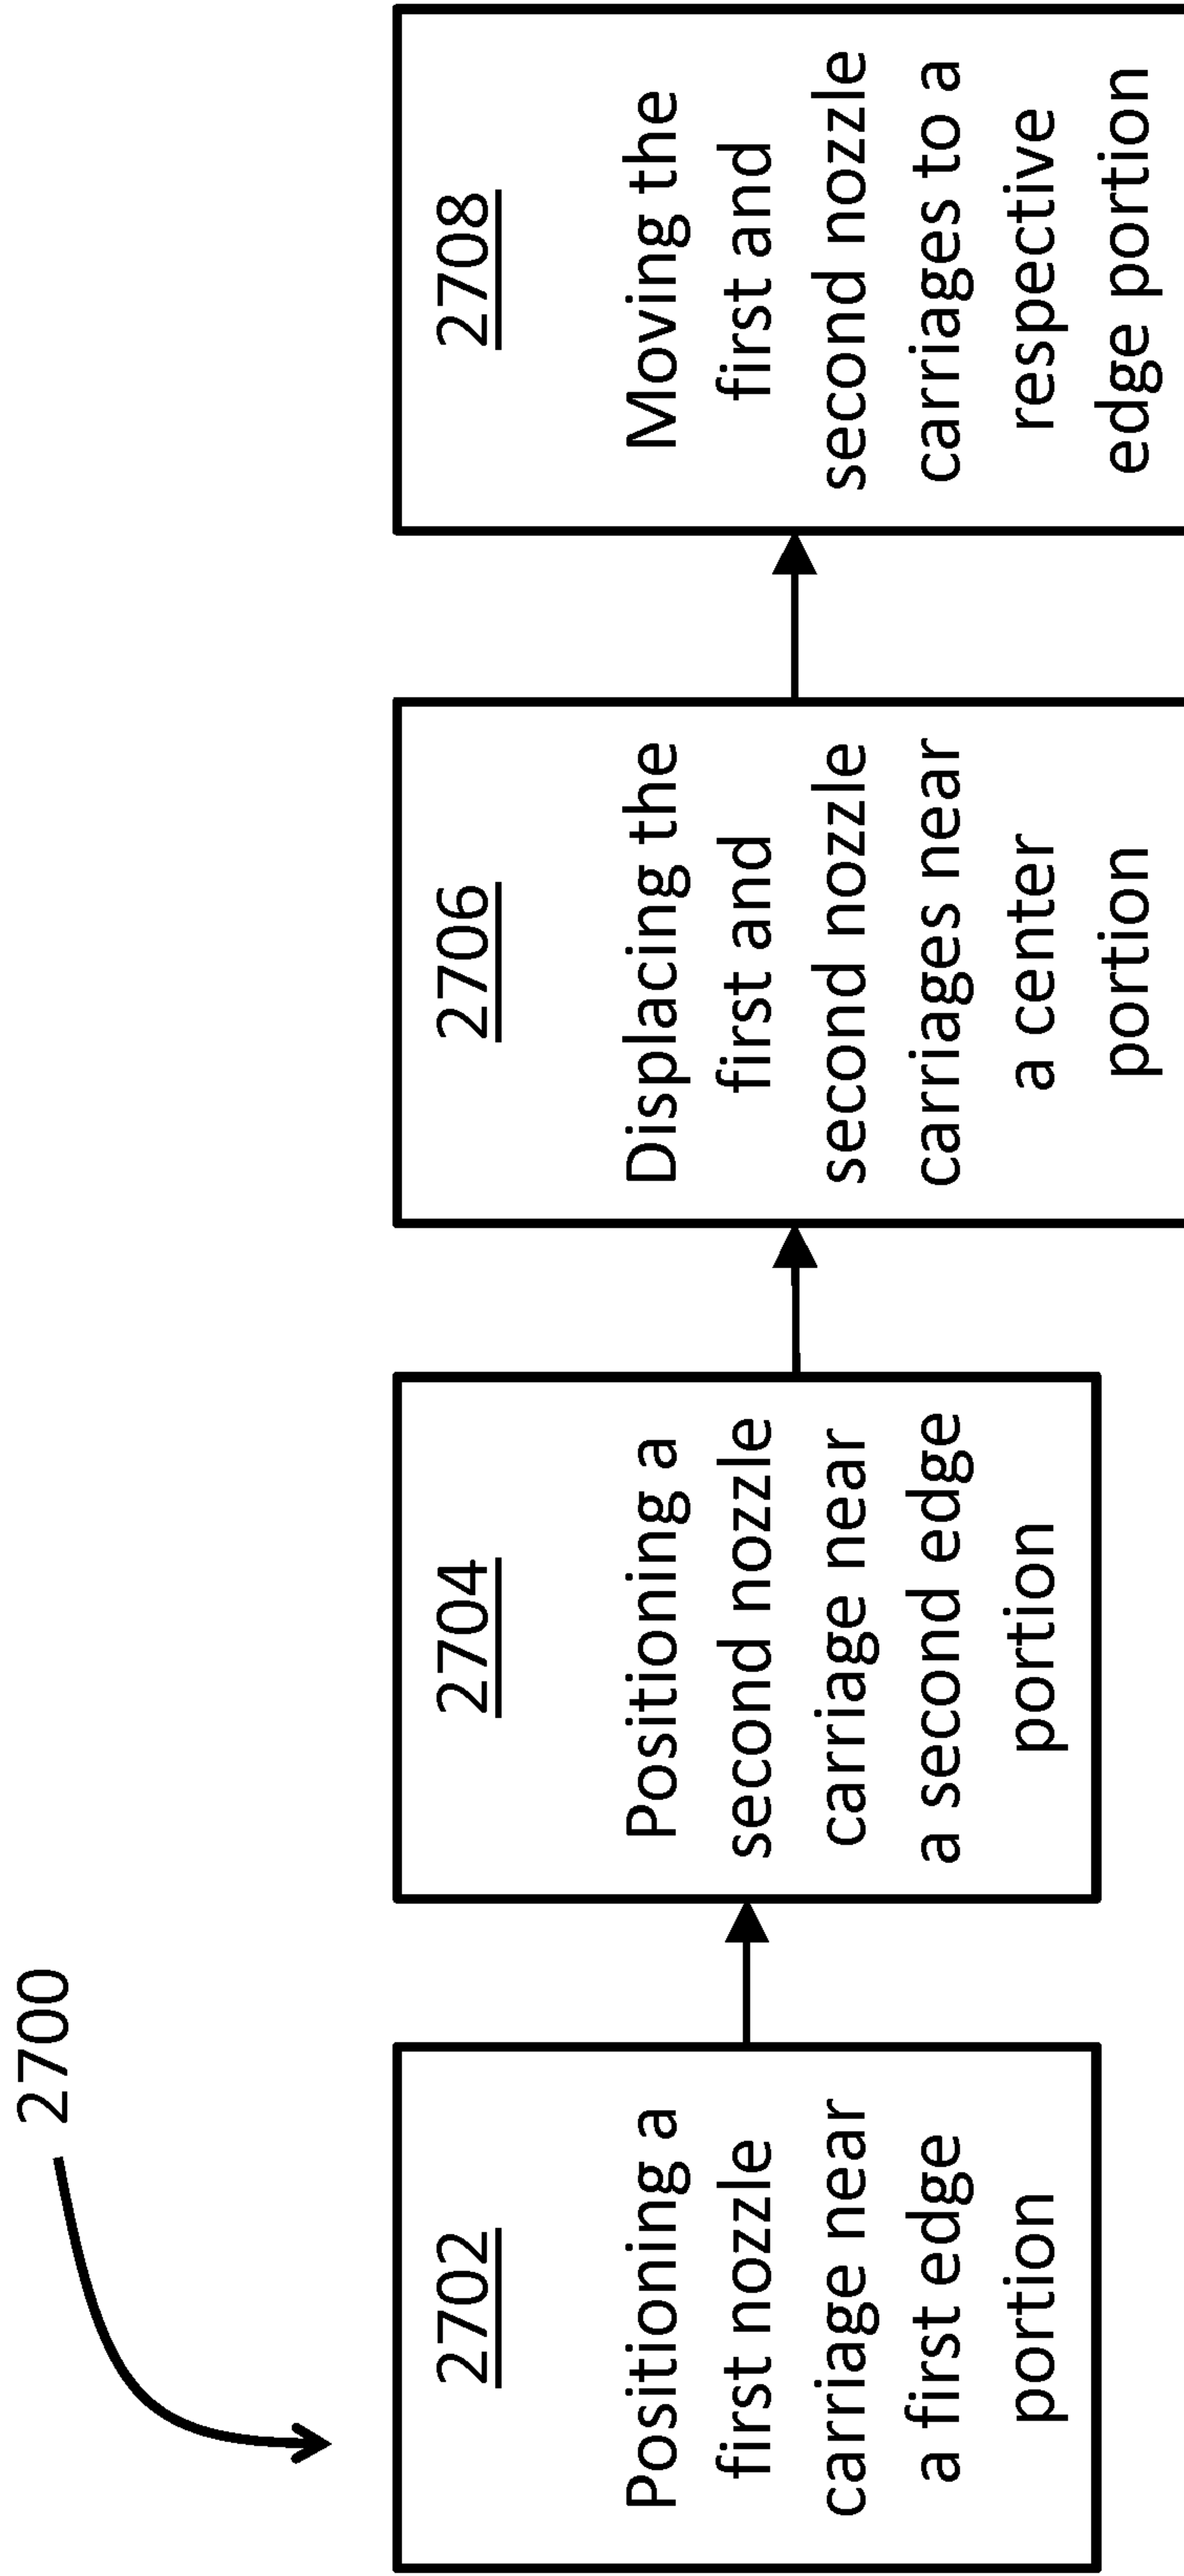 2700
2702
Positioning a
first nozzle
carriage near
a first edge
portion
2704
Positioning a
second nozzle
carriage near
a second edge
portion
2706
Displacing the
first and
second nozzle
carriages near
a center
portion
2708
Moving the
first and
second nozzle
carriages to a
respective
edge portion